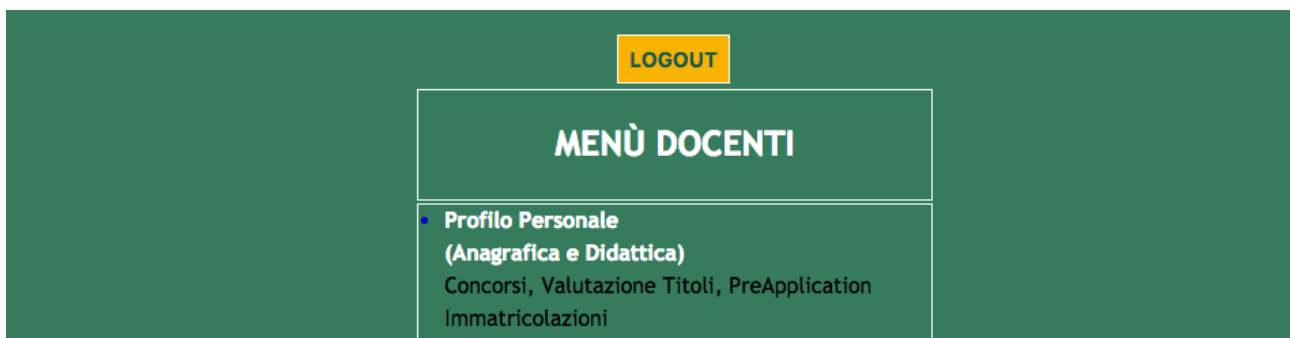 LOGOUT
MENÙ DOCENTI
Profilo Personale
(Anagrafica e Didattica)
Concorsi, Valutazione Titoli, PreApplication
Immatricolazioni